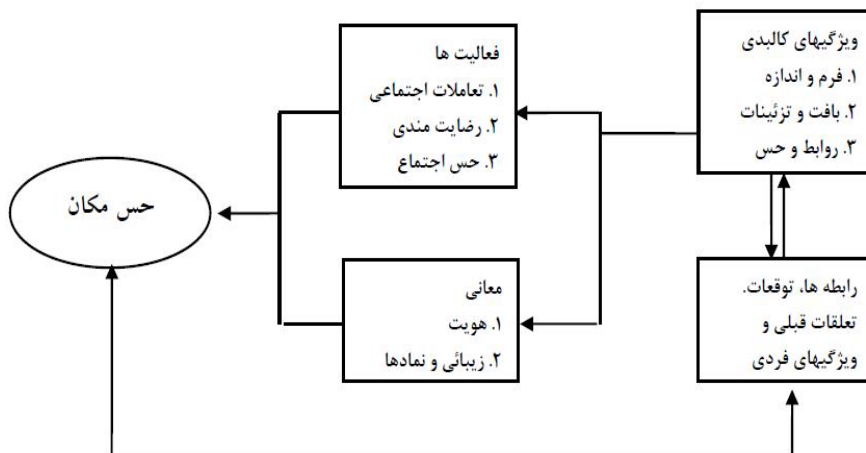 ویژگیهای کالبدی
۱. فرم و اندازه
۲. بافت و تزئینات
۳. روابط و حس
رابطه ها، توقعات.
تعلقات قبلی و
ویژگیهای فردی
فعالیت ها
۱. تعاملات اجتماعی
۲. رضایت مندی
۳. حس اجتماع
معانی
۱. هویت
۲. زیبائی و نمادها
حس مکان